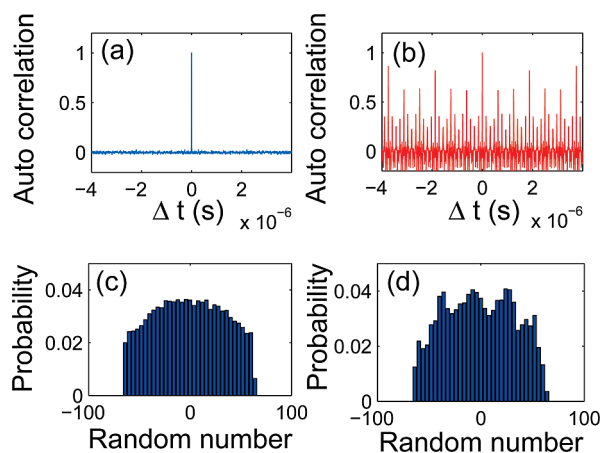 (a)
Auto correlation
1
0.5
0
−4 −2 0 2 4
Δ t (s)
x 10⁻⁶
(b)
Auto correlation
1
0.5
0
−4 −2 0 2 4
Δ t (s)
x 10⁻⁶
(c)
Probability
0.04
0.02
0
−100 0 100
Random number
(d)
Probability
0.04
0.02
0
−100 0 100
Random number